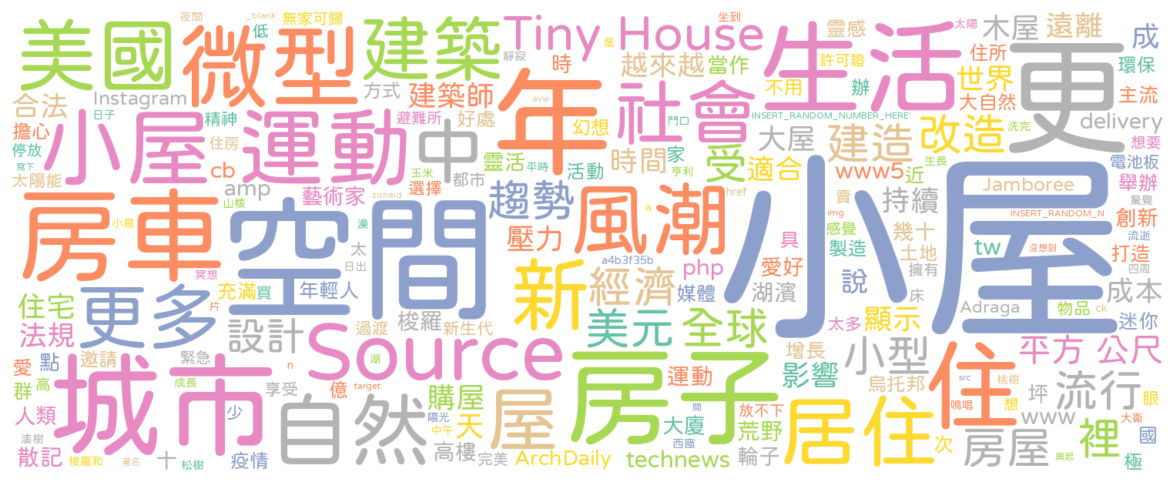 美國
微型
建築
Tiny House
生活
更
夜間
_blank'
無家可歸
低
靜寂
坐到
進
越來越
當作
靈感
許可證
太陽
木屋
遠離
住所
成
環保
合法
Instagram
日子
方式
建築師
時
年
avw
社會
不用
辦
世界
大自然
主流
擔心
停放
精神
避難所
好處
幻想
門口
INSERT_RANDOM_NUMBER_HERE'
大屋
建造
改造
洗完
delivery
想要
小屋
運動
中
住房
寫下
太陽能
cb
玉米
選擇
都市
靈活
平時
活動
時間
家
亨利
受
適合
www5
近
生長
電池板
舉辦
山核
amp
藝術家
zoneid
趨勢
風潮
href
a
賣
持續
Jamboree
驚覺
INSERT_RANDOM_N
創新
房車
小鳥
空間
澡
太
日出
壓力
具
img
感覺
幾十
小屋
tw
沒想到
流逝
打造
冥想
片
a4b3f35b
愛好
製造
土地
擁有
四周
住宅
更多
充滿
買
年輕人
新
經濟
php
媒體
湖濱
說
床
Adraga
物品
ck
成本
法規
設計
過渡
梭羅
新生代
美元
全球
太多
顯示
迷你
愛
點
邀請
緊急
n
湖
Source
增長
小型
平方
公尺
群
高
城市
成長
享受
億
target
購屋
房子
運動
影響
烏托邦
住
src
桃樹
人類
少
自然
陽光
屋
天
間
大廈
放不下
荒野
居住
鳴唱
想
坪
流行
眼
大衛
散記
漆樹
梭羅和
著名
十
松樹
疫情
高樓
中午
完美
ArchDaily
西窗
technews
輪子
次
房屋
www
興起
裡
國
極